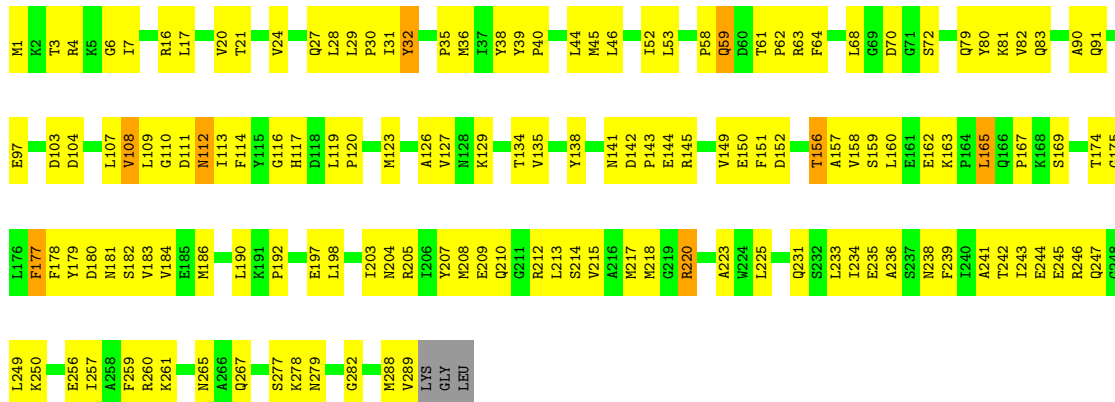 M1 K2 T3 R4 K5 G6 I7 R16 L17 V20 T21 V24 Q27 L28 L29 P30 I31 Y32 P35 M36 I37 Y38 Y39 P40 L44 M45 L46 I52 L53 P58 Q59 D60 T61 P62 R63 F64 L68 G69 D70 G71 S72 Q79 Y80 K81 V82 Q83 A90 Q91
E97 D103 D104 L107 V108 L109 G110 D111 N112 I113 F114 Y115 G116 H117 D118 L119 P120 M123 A126 V127 N128 K129 T134 V135 Y138 N141 D142 P143 E144 R145 V149 E150 F151 D152 T156 A157 V158 S159 L160 E161 E162 K163 P164 L165 Q166 P167 K168 S169 T174 G175
L176 F177 F178 Y179 D180 N181 S182 V183 V184 E185 M186 L190 K191 P192 E197 L198 I203 N204 R205 I206 Y207 M208 E209 Q210 G211 R212 L213 S214 V215 A216 M217 M218 G219 R220 A223 W224 L225 Q231 S232 L233 I234 E235 A236 S237 N238 F239 I240 A241 T242 I243 E244 E245 R246 Q247 G248
L249 K250 E256 I257 A258 F259 R260 K261 N265 A266 Q267 S277 K278 N279 G282 M288 V289 LYS GLY LEU